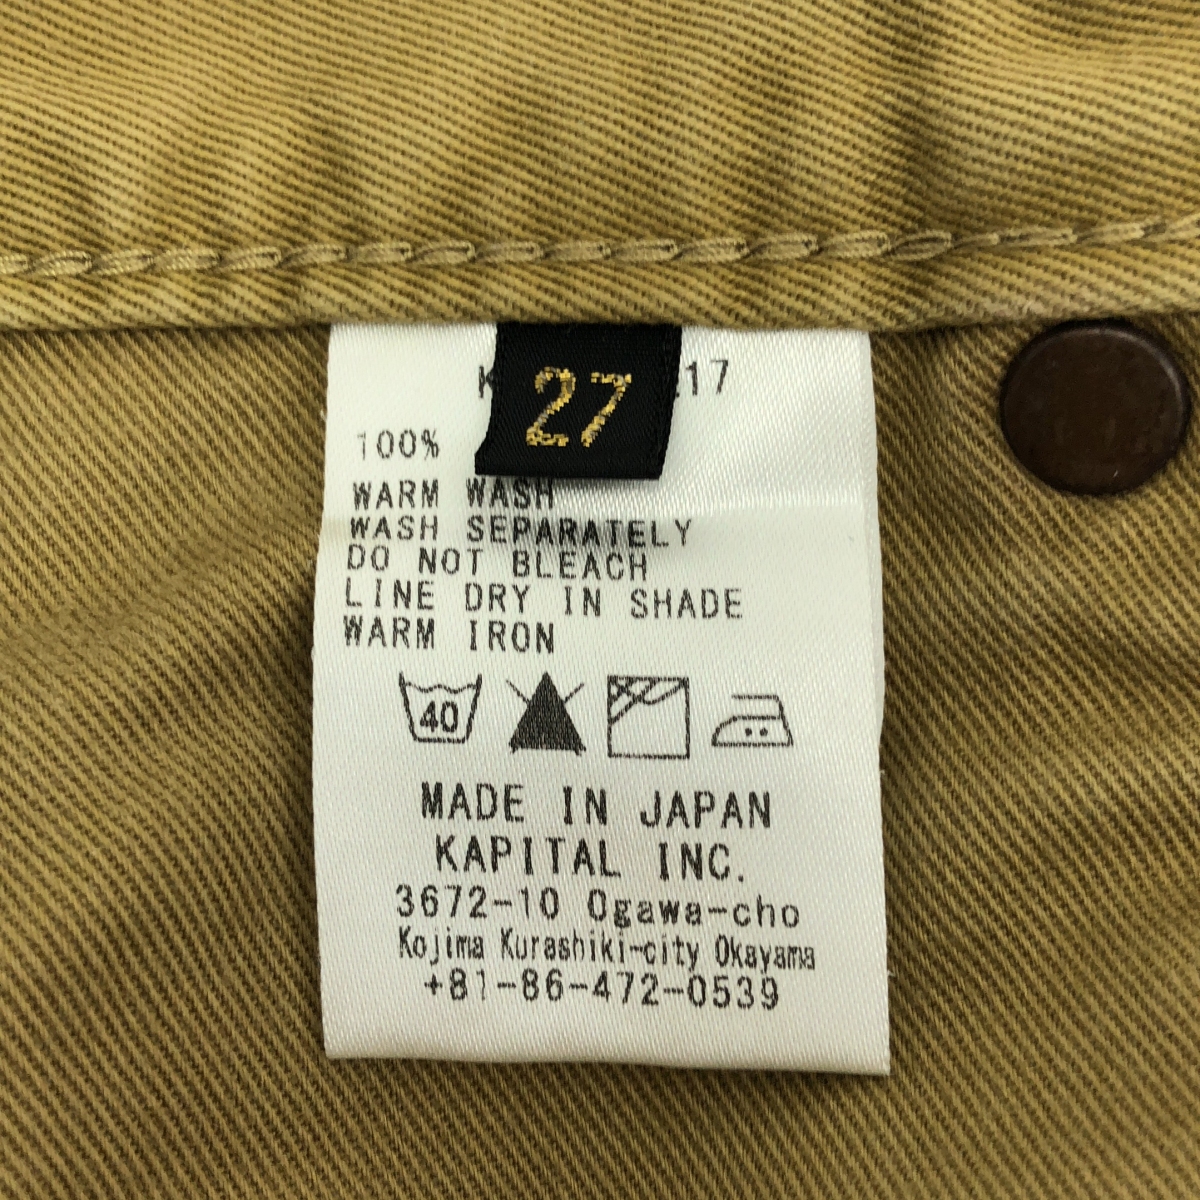 27
100%
WARM WASH
WASH SEPARATELY
DO NOT BLEACH
LINE DRY IN SHADE
WARM IRON
40
MADE IN JAPAN
KAPITAL INC.
3672-10 Ogawa-cho
Kojima Kurashiki-city Okayama
+81-86-472-0539